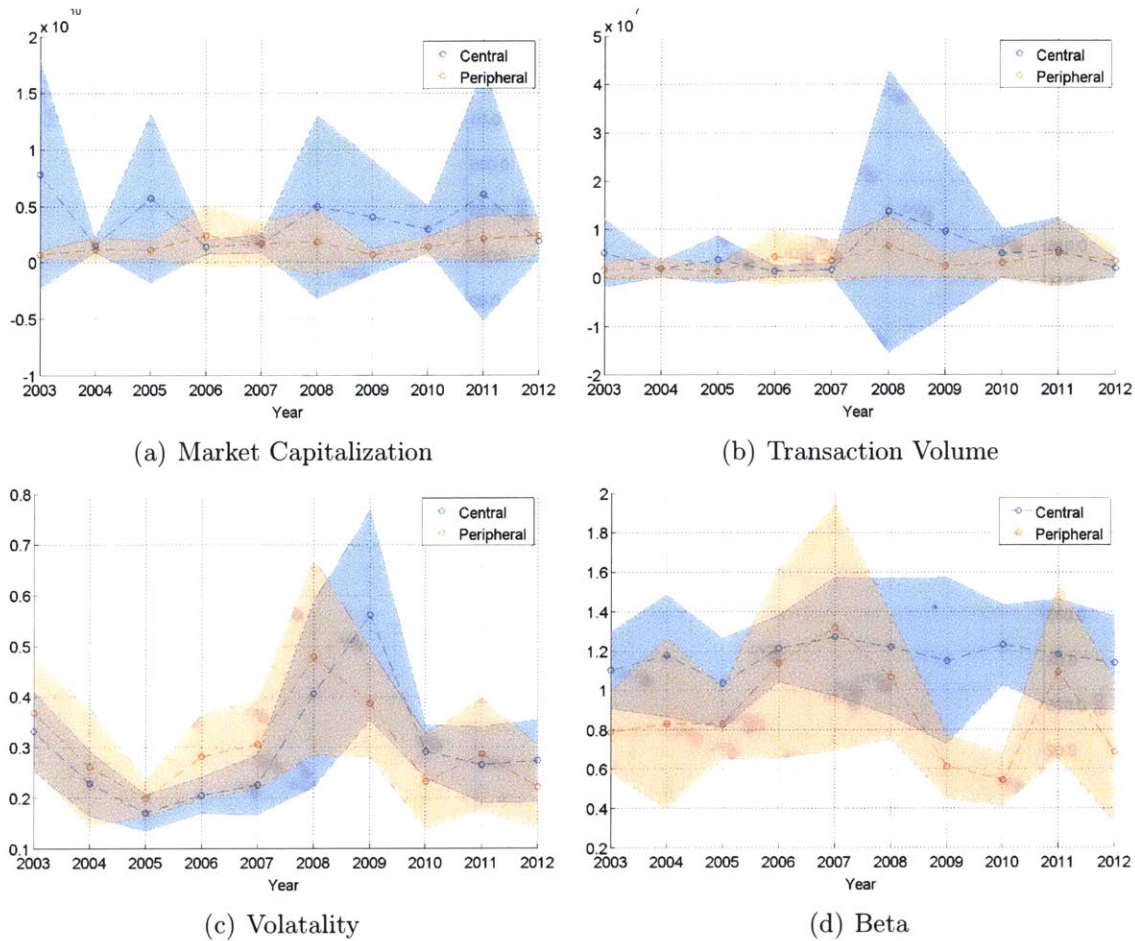 x 10^10
2
1.5
1
0.5
0
-0.5
-1
2003 2004 2005 2006 2007 2008 2009 2010 2011 2012
Year
Central
Peripheral
(a) Market Capitalization
x 10^7
5
4
3
2
1
0
-1
-2
2003 2004 2005 2006 2007 2008 2009 2010 2011 2012
Year
Central
Peripheral
(b) Transaction Volume
0.8
0.7
0.6
0.5
0.4
0.3
0.2
0.1
2003 2004 2005 2006 2007 2008 2009 2010 2011 2012
Year
Central
Peripheral
(c) Volatality
2
1.8
1.6
1.4
1.2
1
0.8
0.6
0.4
0.2
2003 2004 2005 2006 2007 2008 2009 2010 2011 2012
Year
Central
Peripheral
(d) Beta